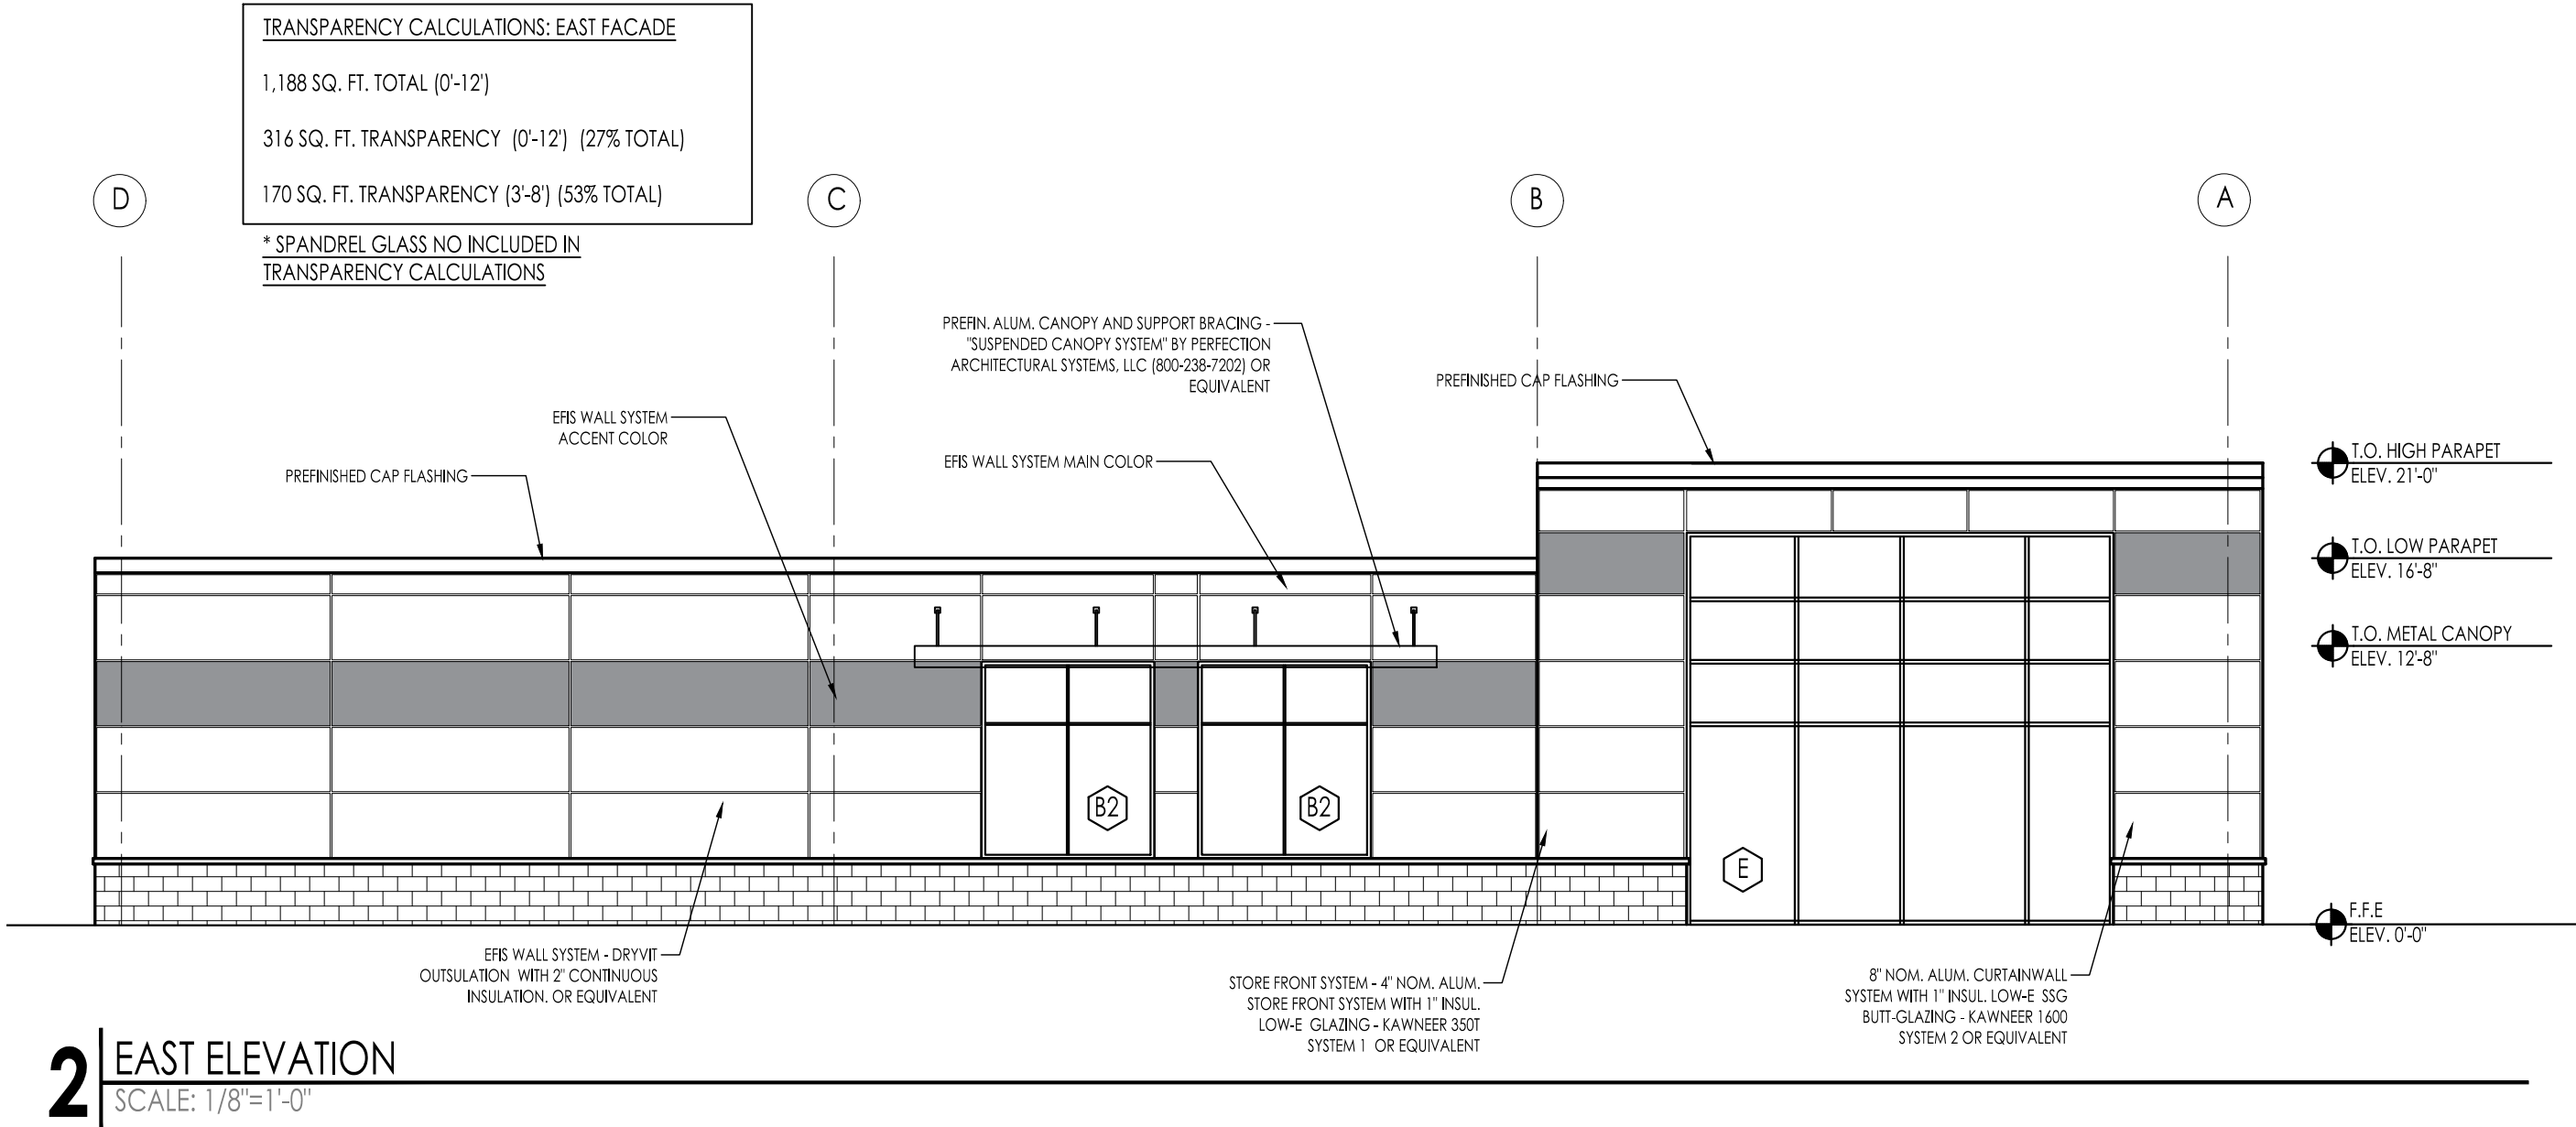 TRANSPARENCY CALCULATIONS: EAST FACADE
1,188 SQ. FT. TOTAL (0'-12')
316 SQ. FT. TRANSPARENCY (0'-12') (27% TOTAL)
170 SQ. FT. TRANSPARENCY (3'-8') (53% TOTAL)
* SPANDREL GLASS NO INCLUDED IN
TRANSPARENCY CALCULATIONS
D
C
B
A
PREFIN. ALUM. CANOPY AND SUPPORT BRACING -
"SUSPENDED CANOPY SYSTEM" BY PERFECTION
ARCHITECTURAL SYSTEMS, LLC (800-238-7202) OR
EQUIVALENT
PREFINISHED CAP FLASHING
EFIS WALL SYSTEM
ACCENT COLOR
EFIS WALL SYSTEM MAIN COLOR
PREFINISHED CAP FLASHING
T.O. HIGH PARAPET
ELEV. 21'-0"
T.O. LOW PARAPET
ELEV. 16'-8"
T.O. METAL CANOPY
ELEV. 12'-8"
B2
B2
E
F.F.E
ELEV. 0'-0"
EFIS WALL SYSTEM - DRYVIT
OUTSULATION WITH 2" CONTINUOUS
INSULATION. OR EQUIVALENT
STORE FRONT SYSTEM - 4" NOM. ALUM.
STORE FRONT SYSTEM WITH 1" INSUL.
LOW-E GLAZING - KAWNEER 350T
SYSTEM 1 OR EQUIVALENT
8" NOM. ALUM. CURTAINWALL
SYSTEM WITH 1" INSUL. LOW-E SSG
BUTT-GLAZING - KAWNEER 1600
SYSTEM 2 OR EQUIVALENT
2
EAST ELEVATION
SCALE: 1/8"=1'-0"